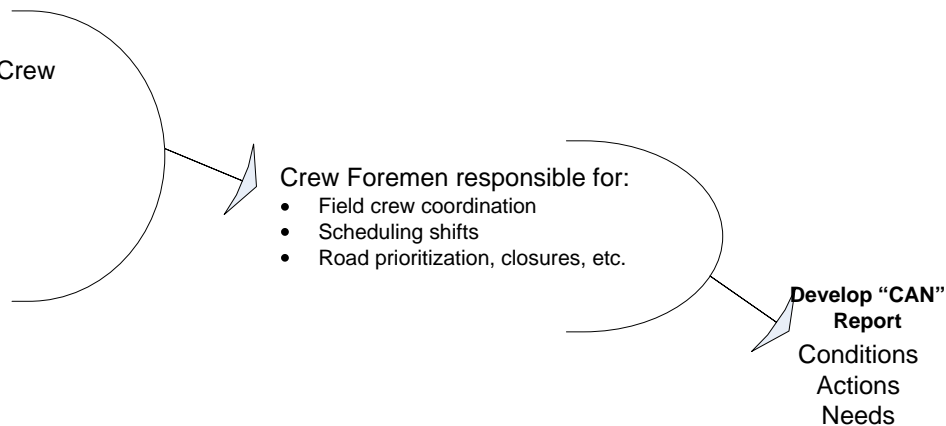 Crew
Crew Foremen responsible for:
• Field crew coordination
• Scheduling shifts
• Road prioritization, closures, etc.
Develop “CAN”
Report
Conditions
Actions
Needs